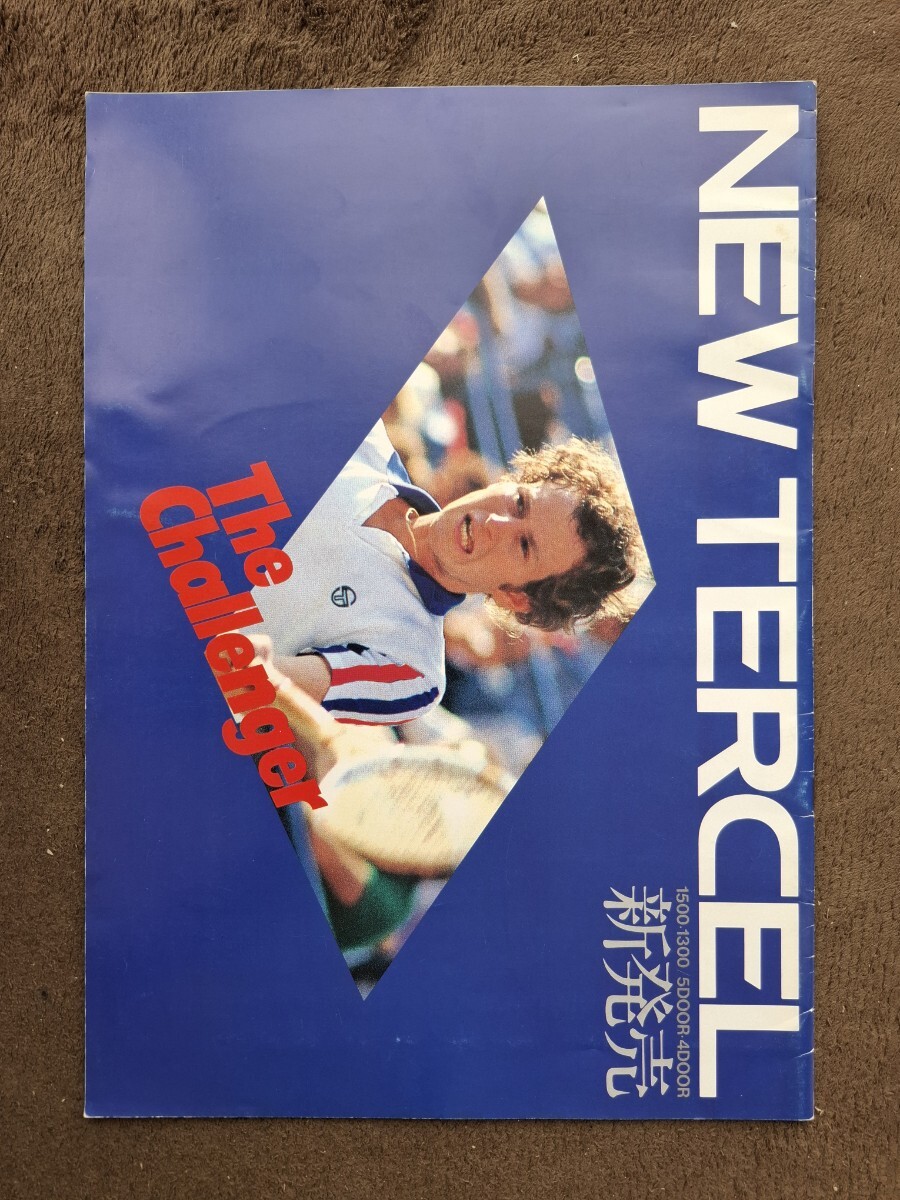 NEW TERCEL
1500·1300/5DOOR·4DOOR
新発売
The
Challenger